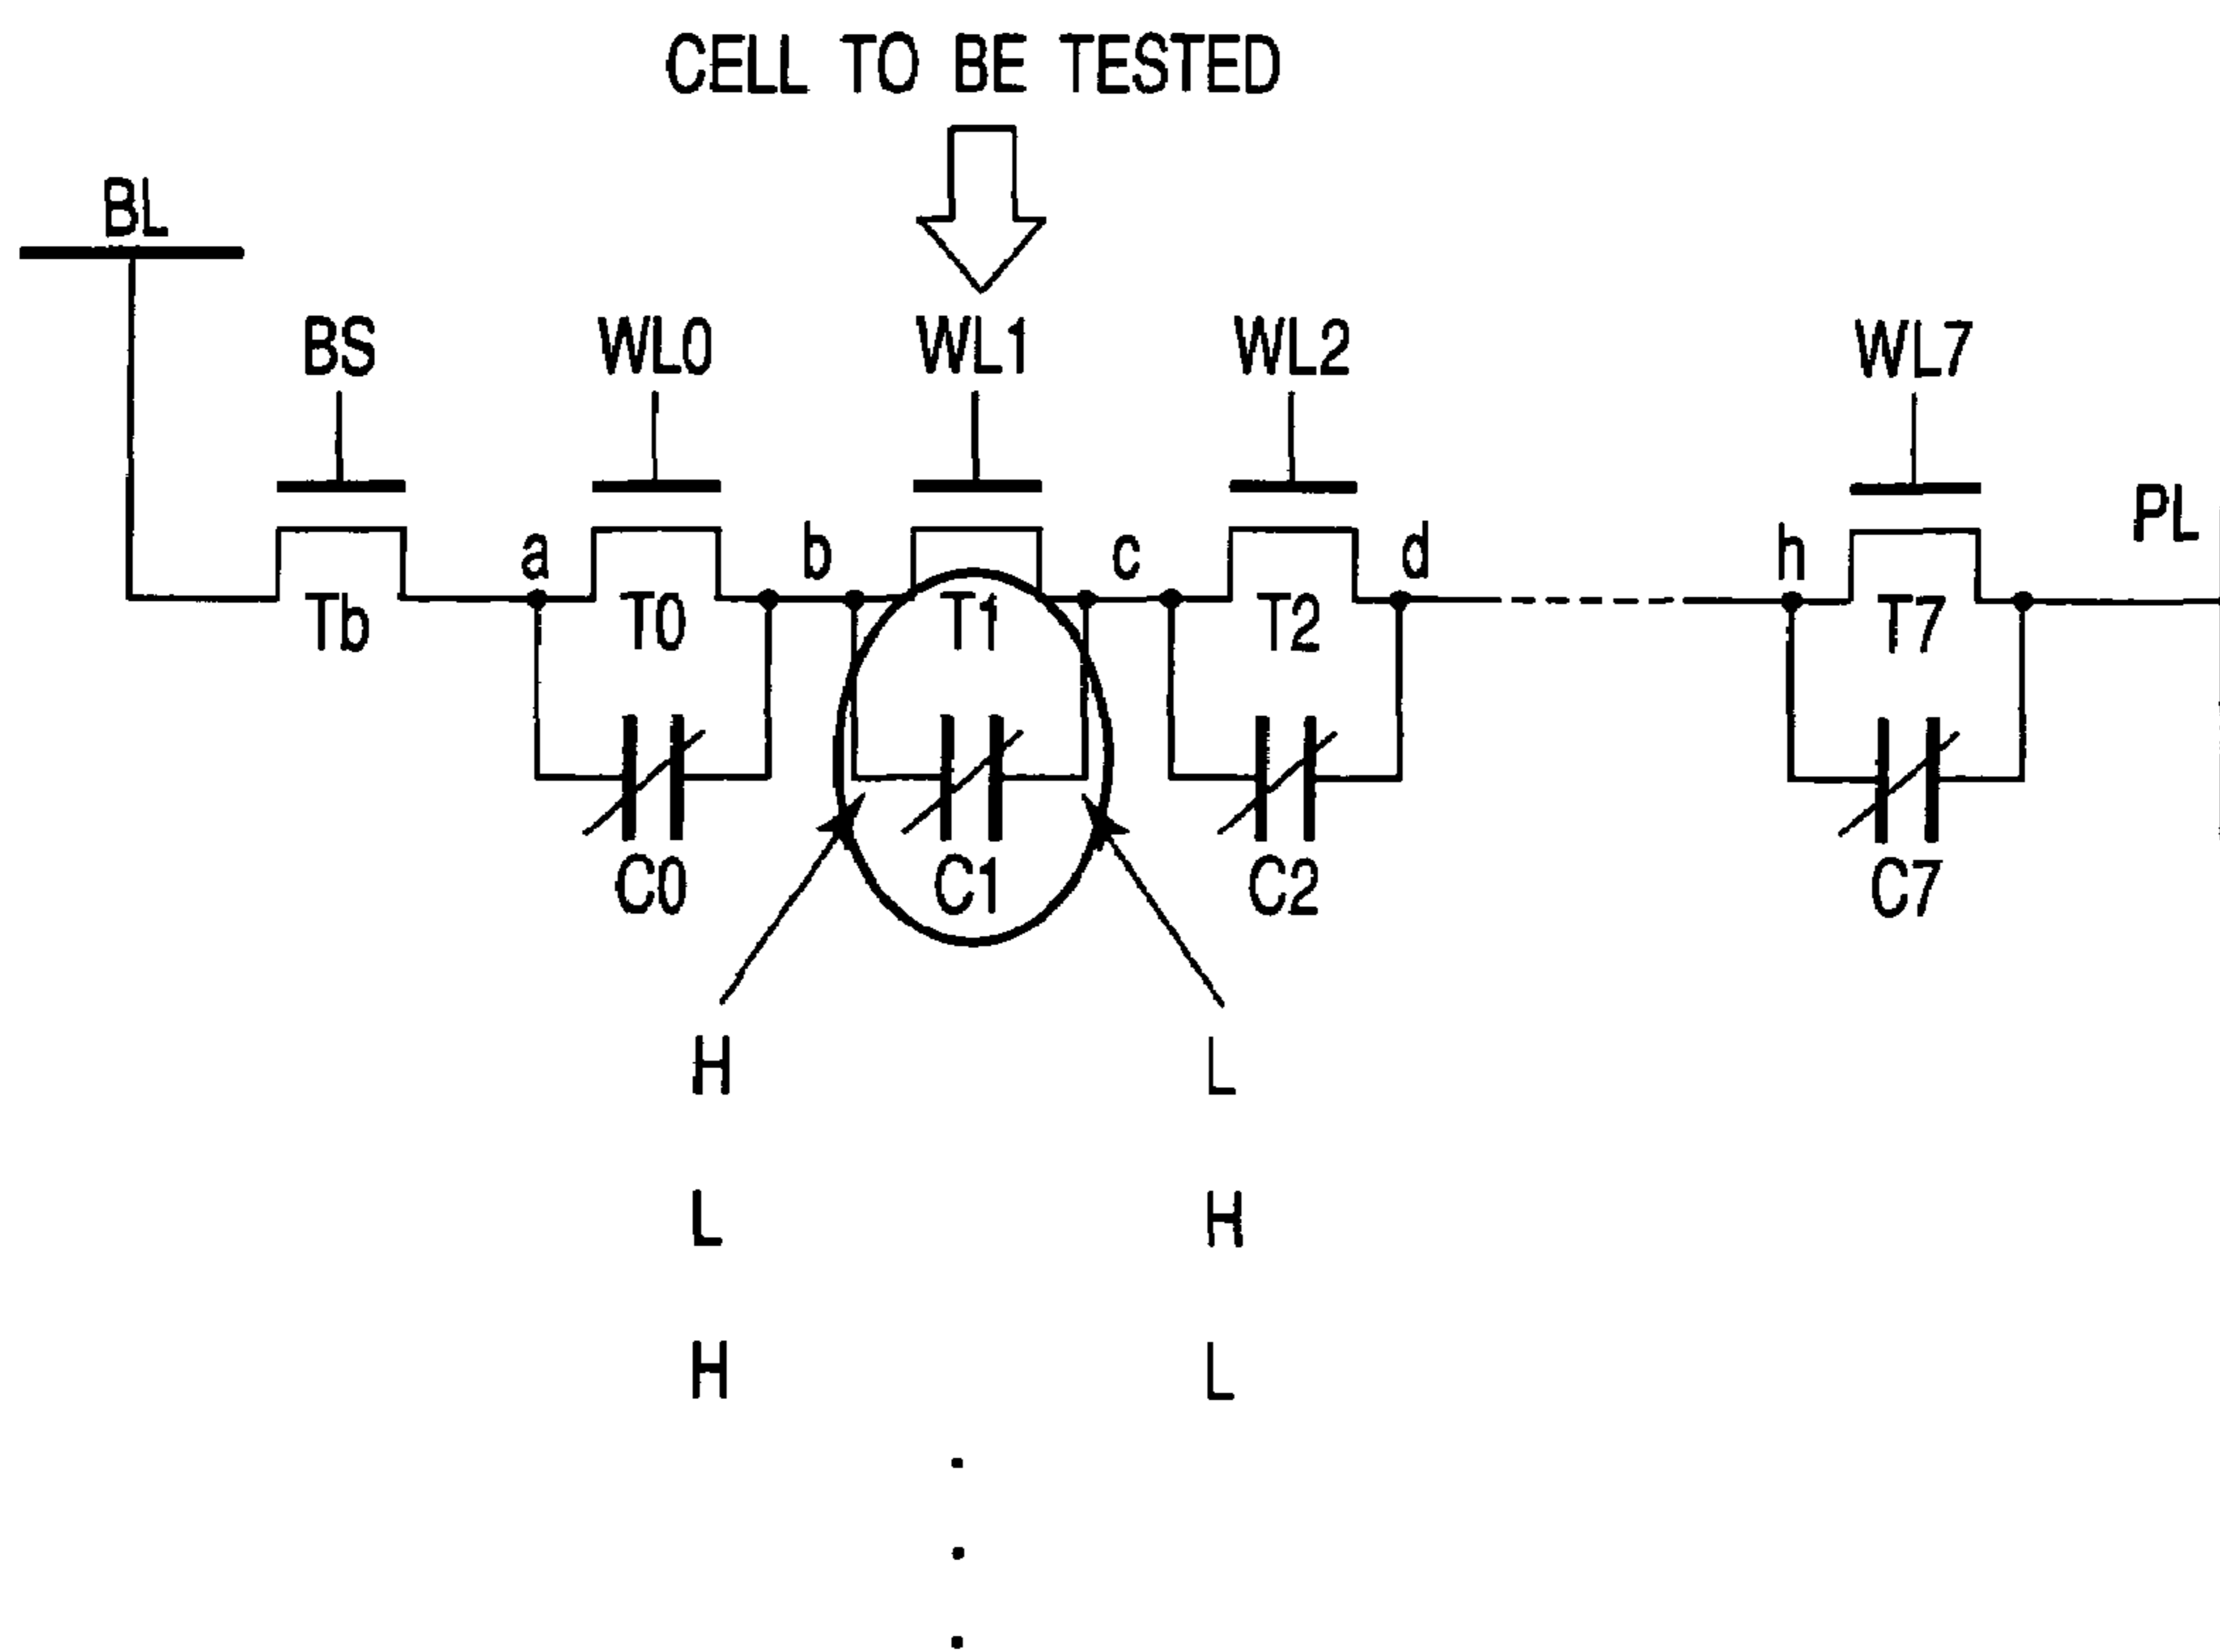 CELL TO BE TESTED
BL
BS WL0 WL1 WL2 WL7
PL
a b c d h
Tb T0 T1 T2 T7
C0 C1 C2 C7
H L
L H
H L